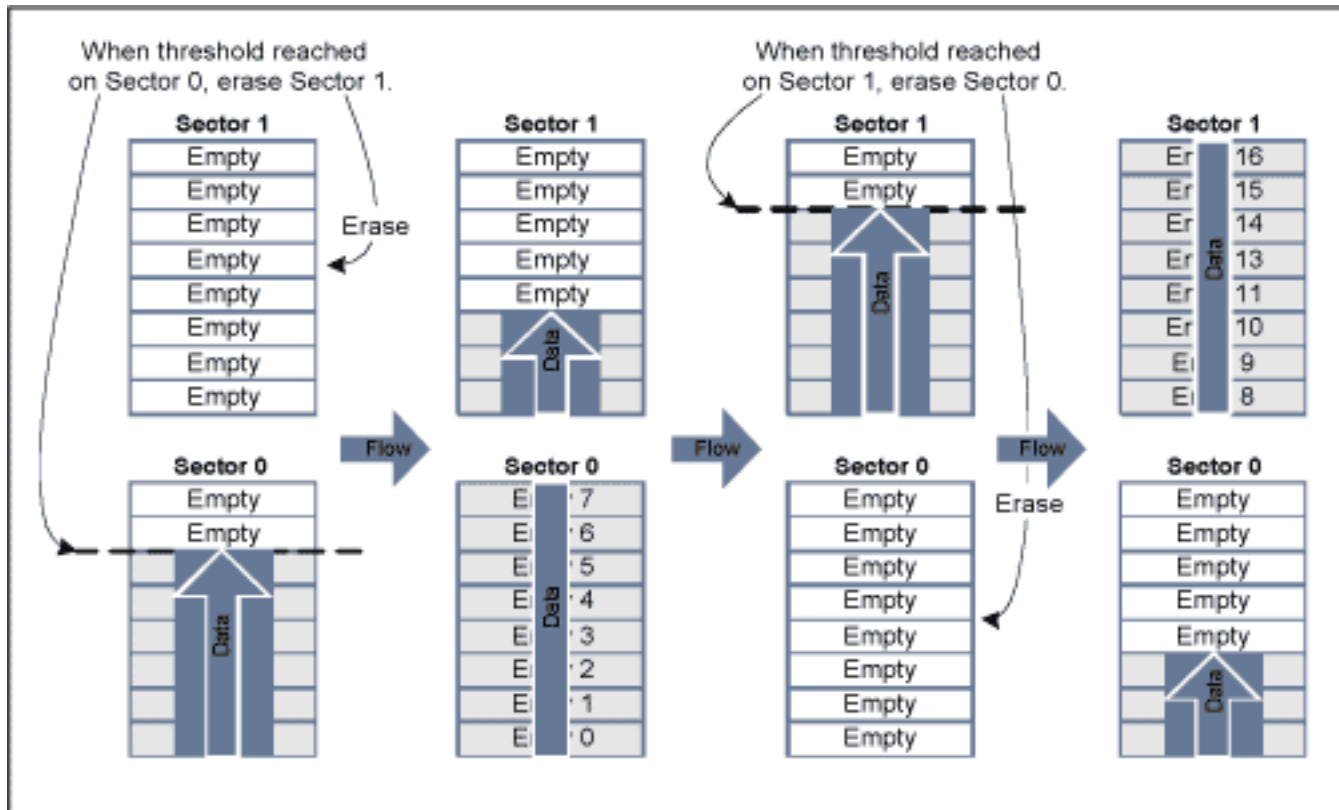 When threshold reached
on Sector 0, erase Sector 1.
Sector 1
Empty
Empty
Empty
Empty
Empty
Empty
Empty
Empty
Erase
Sector 0
Empty
Empty
Data
Flow
Sector 1
Empty
Empty
Empty
Empty
Empty
Data
Sector 0
7
6
5
4
3
2
1
0
Data
Flow
When threshold reached
on Sector 1, erase Sector 0.
Sector 1
Empty
Empty
Data
Sector 0
Empty
Empty
Empty
Empty
Empty
Empty
Empty
Empty
Erase
Flow
Sector 1
16
15
14
13
11
10
9
8
Data
Sector 0
Empty
Empty
Empty
Empty
Empty
Data